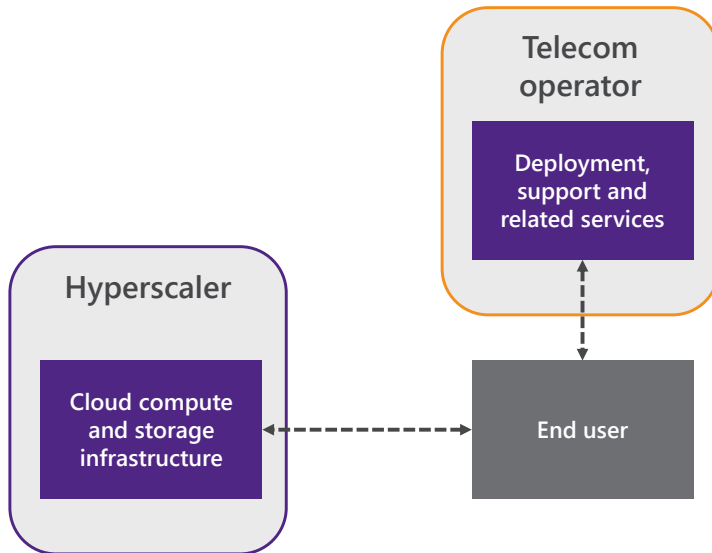 Telecom
operator
Deployment,
support and
related services
Hyperscaler
Cloud compute
and storage
infrastructure
End user